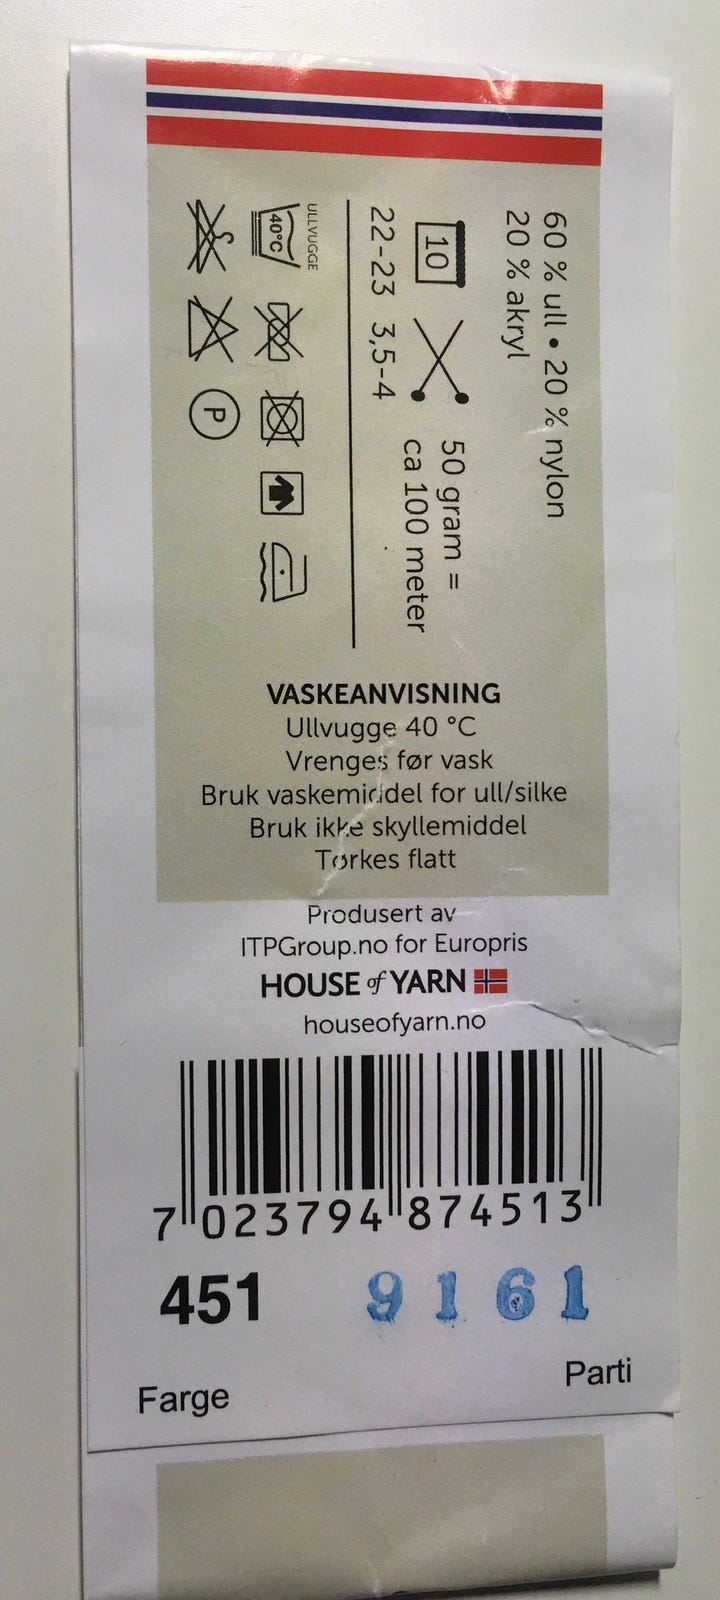 60 % ull • 20 % nylon
20 % akryl
10
22-23 3,5-4
50 gram =
ca 100 meter
ULLVUGGE
40°C
P
VASKEANVISNING
Ullvugge 40 °C
Vrenges før vask
Bruk vaskemiddel for ull/silke
Bruk ikke skyllemiddel
Tørkes flatt
Produsert av
ITPGroup.no for Europris
HOUSE of YARN
houseofyarn.no
7 023794 874513
451 9161
Farge Parti